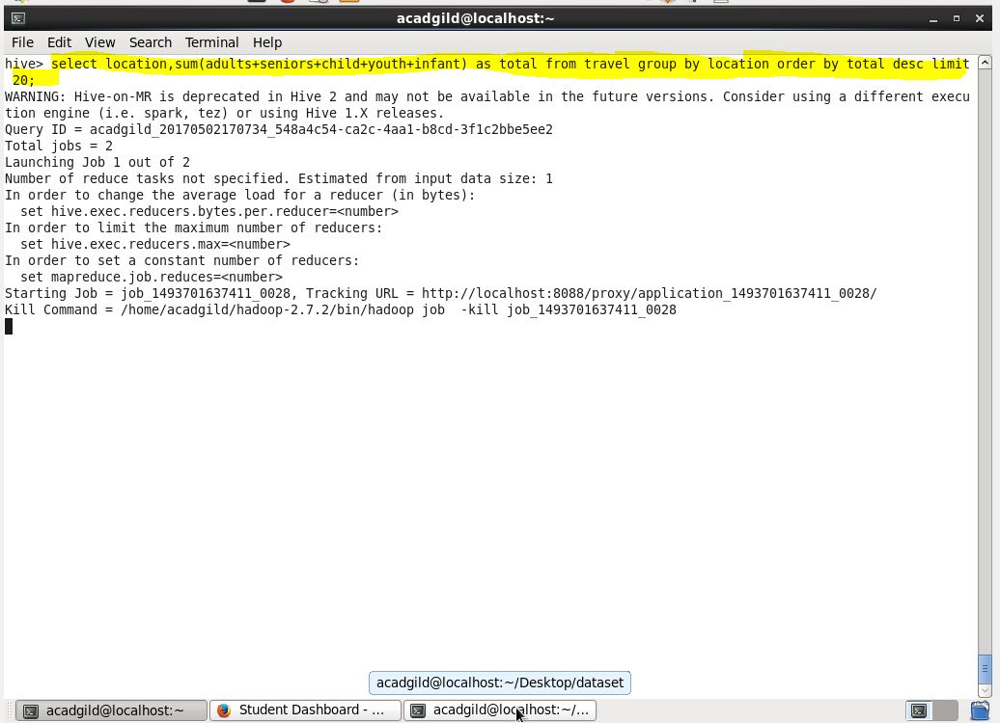 acadgild@localhost:~
File Edit View Search Terminal Help
hive> select location,sum(adults+seniors+child+youth+infant) as total from travel group by location order by total desc limit
20;
WARNING: Hive-on-MR is deprecated in Hive 2 and may not be available in the future versions. Consider using a different execu
tion engine (i.e. spark, tez) or using Hive 1.X releases.
Query ID = acadgild_20170502170734_548a4c54-ca2c-4aa1-b8cd-3f1c2bbe5ee2
Total jobs = 2
Launching Job 1 out of 2
Number of reduce tasks not specified. Estimated from input data size: 1
In order to change the average load for a reducer (in bytes):
  set hive.exec.reducers.bytes.per.reducer=<number>
In order to limit the maximum number of reducers:
  set hive.exec.reducers.max=<number>
In order to set a constant number of reducers:
  set mapreduce.job.reduces=<number>
Starting Job = job_1493701637411_0028, Tracking URL = http://localhost:8088/proxy/application_1493701637411_0028/
Kill Command = /home/acadgild/hadoop-2.7.2/bin/hadoop job  -kill job_1493701637411_0028
acadgild@localhost:~/Desktop/dataset
acadgild@localhost:~ Student Dashboard - ... acadgild@localhost:~/...